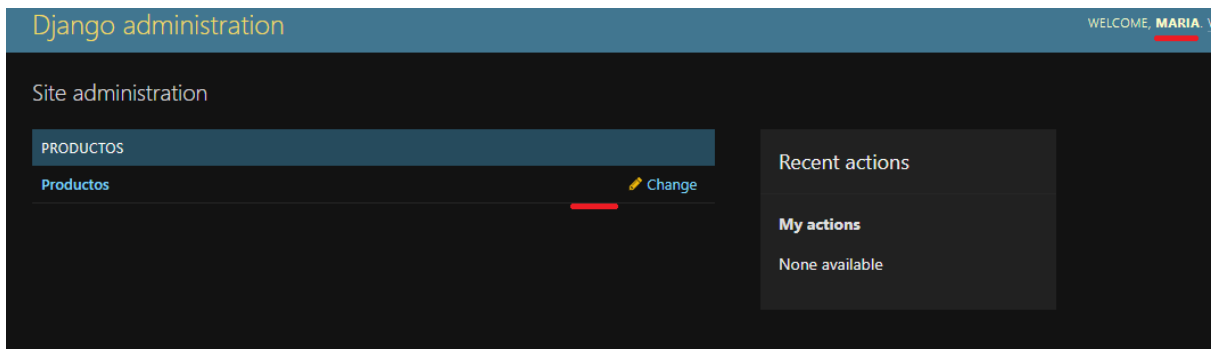 Django administration
WELCOME, MARIA.
Site administration
PRODUCTOS
Productos Change
Recent actions
My actions
None available